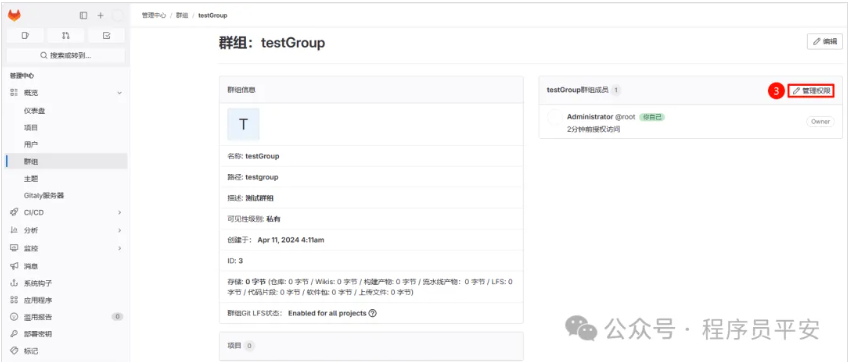 管理中心 / 群组 / testGroup
搜索或转到...
管理中心
概览
仪表盘
项目
用户
群组
主题
Gitaly服务器
CI/CD
分析
监控
消息
系统钩子
应用程序
滥用报告 0
部署密钥
标记
群组：testGroup
编辑
群组信息
T
名称: testGroup
路径: testgroup
描述: 测试群组
可见性级别: 私有
创建于： Apr 11, 2024 4:11am
ID: 3
存储: 0 字节 (仓库: 0 字节 / Wikis: 0 字节 / 构建产物: 0 字节 / 流水线产物：0 字节 / LFS: 0
字节 / 代码片段: 0 字节 / 软件包: 0 字节 / 上传文件: 0 字节)
群组Git LFS状态： Enabled for all projects
项目 0
testGroup群组成员 1
3 管理权限
Administrator @root 你自己
2分钟前授权访问
Owner
公众号 · 程序员平安